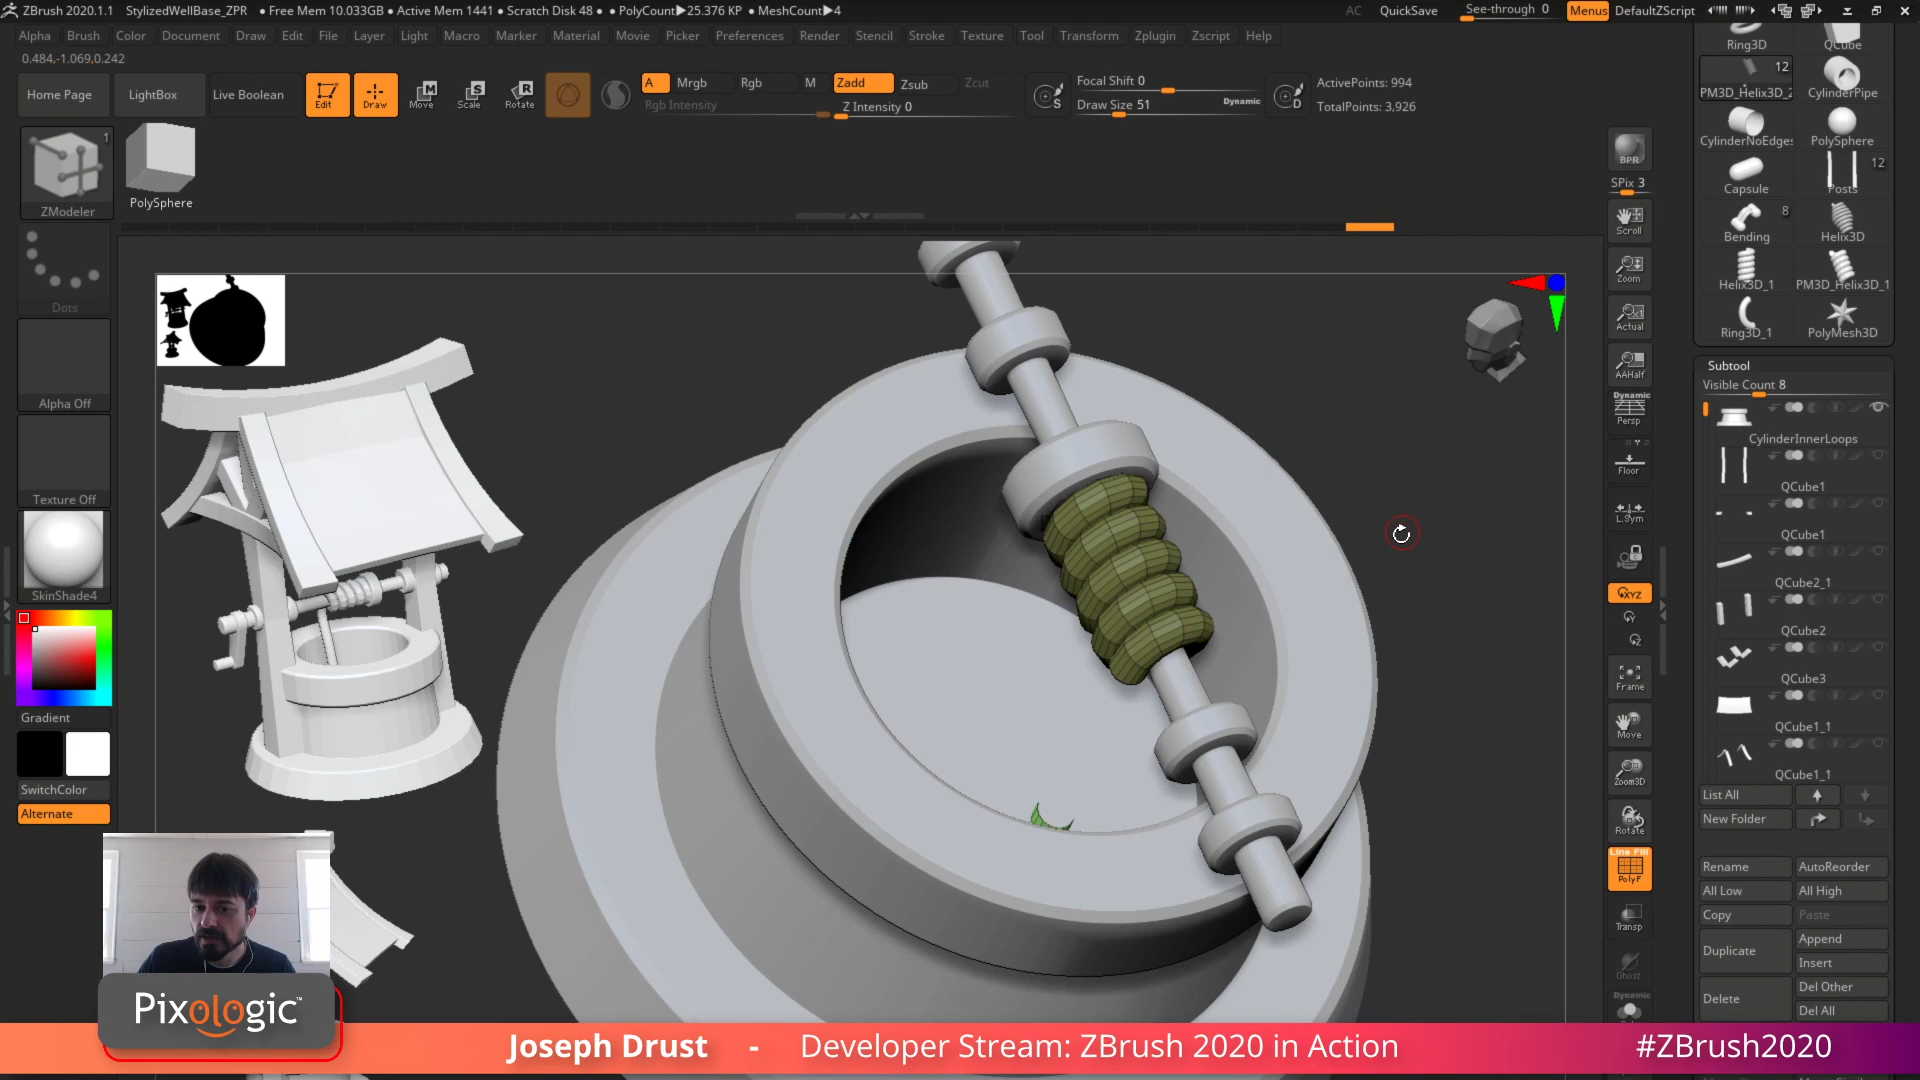 ZBrush 2020.1.1 StylizedWellBase_ZPR • Free Mem 10.033GB • Active Mem 1441 • Scratch Disk 48 • • PolyCount▶25.376 KP • MeshCount▶4 AC QuickSave See-through 0 Menus DefaultZScript
Alpha Brush Color Document Draw Edit File Layer Light Macro Marker Material Movie Picker Preferences Render Stencil Stroke Texture Tool Transform Zplugin Zscript Help
0.484,-1.069,0.242
Home Page LightBox Live Boolean Edit Draw Move Scale Rotate
A Mrgb Rgb M Zadd Zsub Zcut
Rgb Intensity Z Intensity 0
Focal Shift 0
Draw Size 51 Dynamic
S D
ActivePoints: 994
TotalPoints: 3,926
1
ZModeler
PolySphere
Dots
Alpha Off
Texture Off
SkinShade4
Gradient
SwitchColor
Alternate
BPR
SPix 3
Scroll
Zoom
Actual
AAHalf
Dynamic
Persp
Floor
L.Sym
XYZ
Frame
Move
Zoom3D
Rotate
Line Fill
PolyF
Transp
Ghost
Dynamic
Ring3D QCube
12
PM3D_Helix3D_2 CylinderPipe
CylinderNoEdges PolySphere
12
Capsule Posts
8
Bending Helix3D
Helix3D_1 PM3D_Helix3D_1
Ring3D_1 PolyMesh3D
Subtool
Visible Count 8
CylinderInnerLoops
QCube1
QCube1
QCube2_1
QCube2
QCube3
QCube1_1
QCube1_1
List All
New Folder
Rename AutoReorder
All Low All High
Copy Paste
Duplicate Append
Insert
Delete Del Other
Del All
Pixologic™
Joseph Drust - Developer Stream: ZBrush 2020 in Action #ZBrush2020